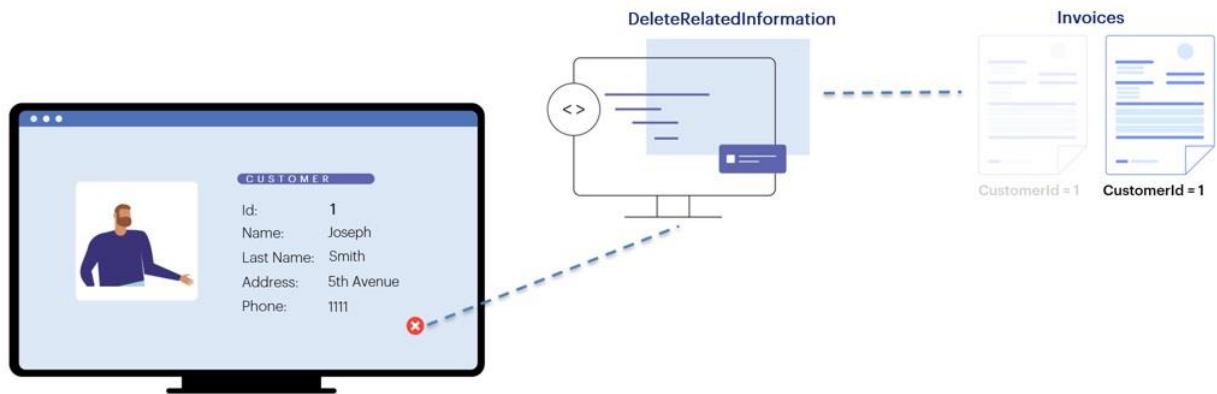 DeleteRelatedInformation
Invoices
< >
CustomerId = 1
CustomerId = 1
CUSTOMER
Id: 1
Name: Joseph
Last Name: Smith
Address: 5th Avenue
Phone: 1111